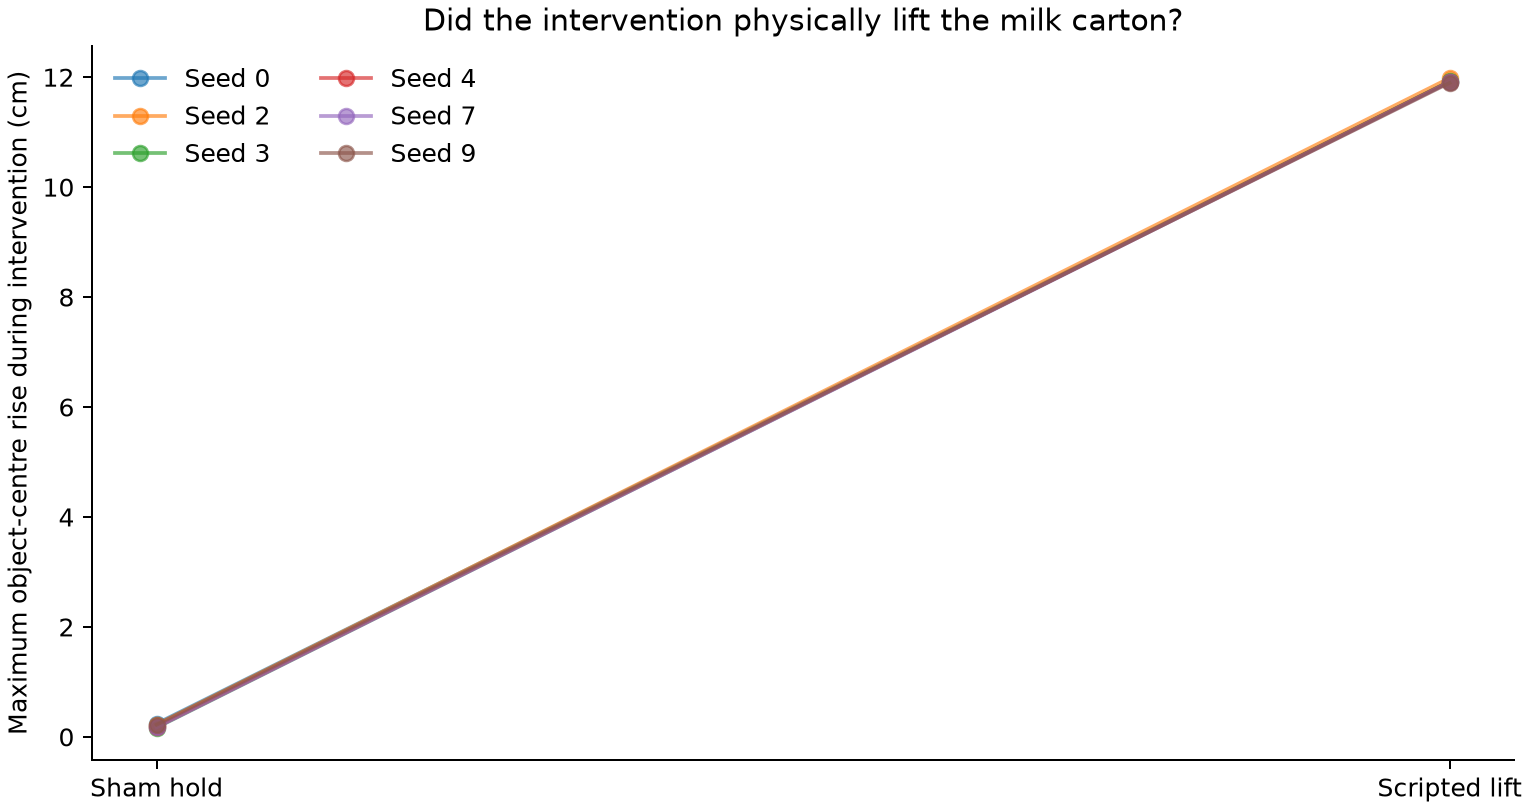 Did the intervention physically lift the milk carton?
Maximum object-centre rise during intervention (cm)
12
10
8
6
4
2
0
Seed 0
Seed 2
Seed 3
Seed 4
Seed 7
Seed 9
Sham hold
Scripted lift